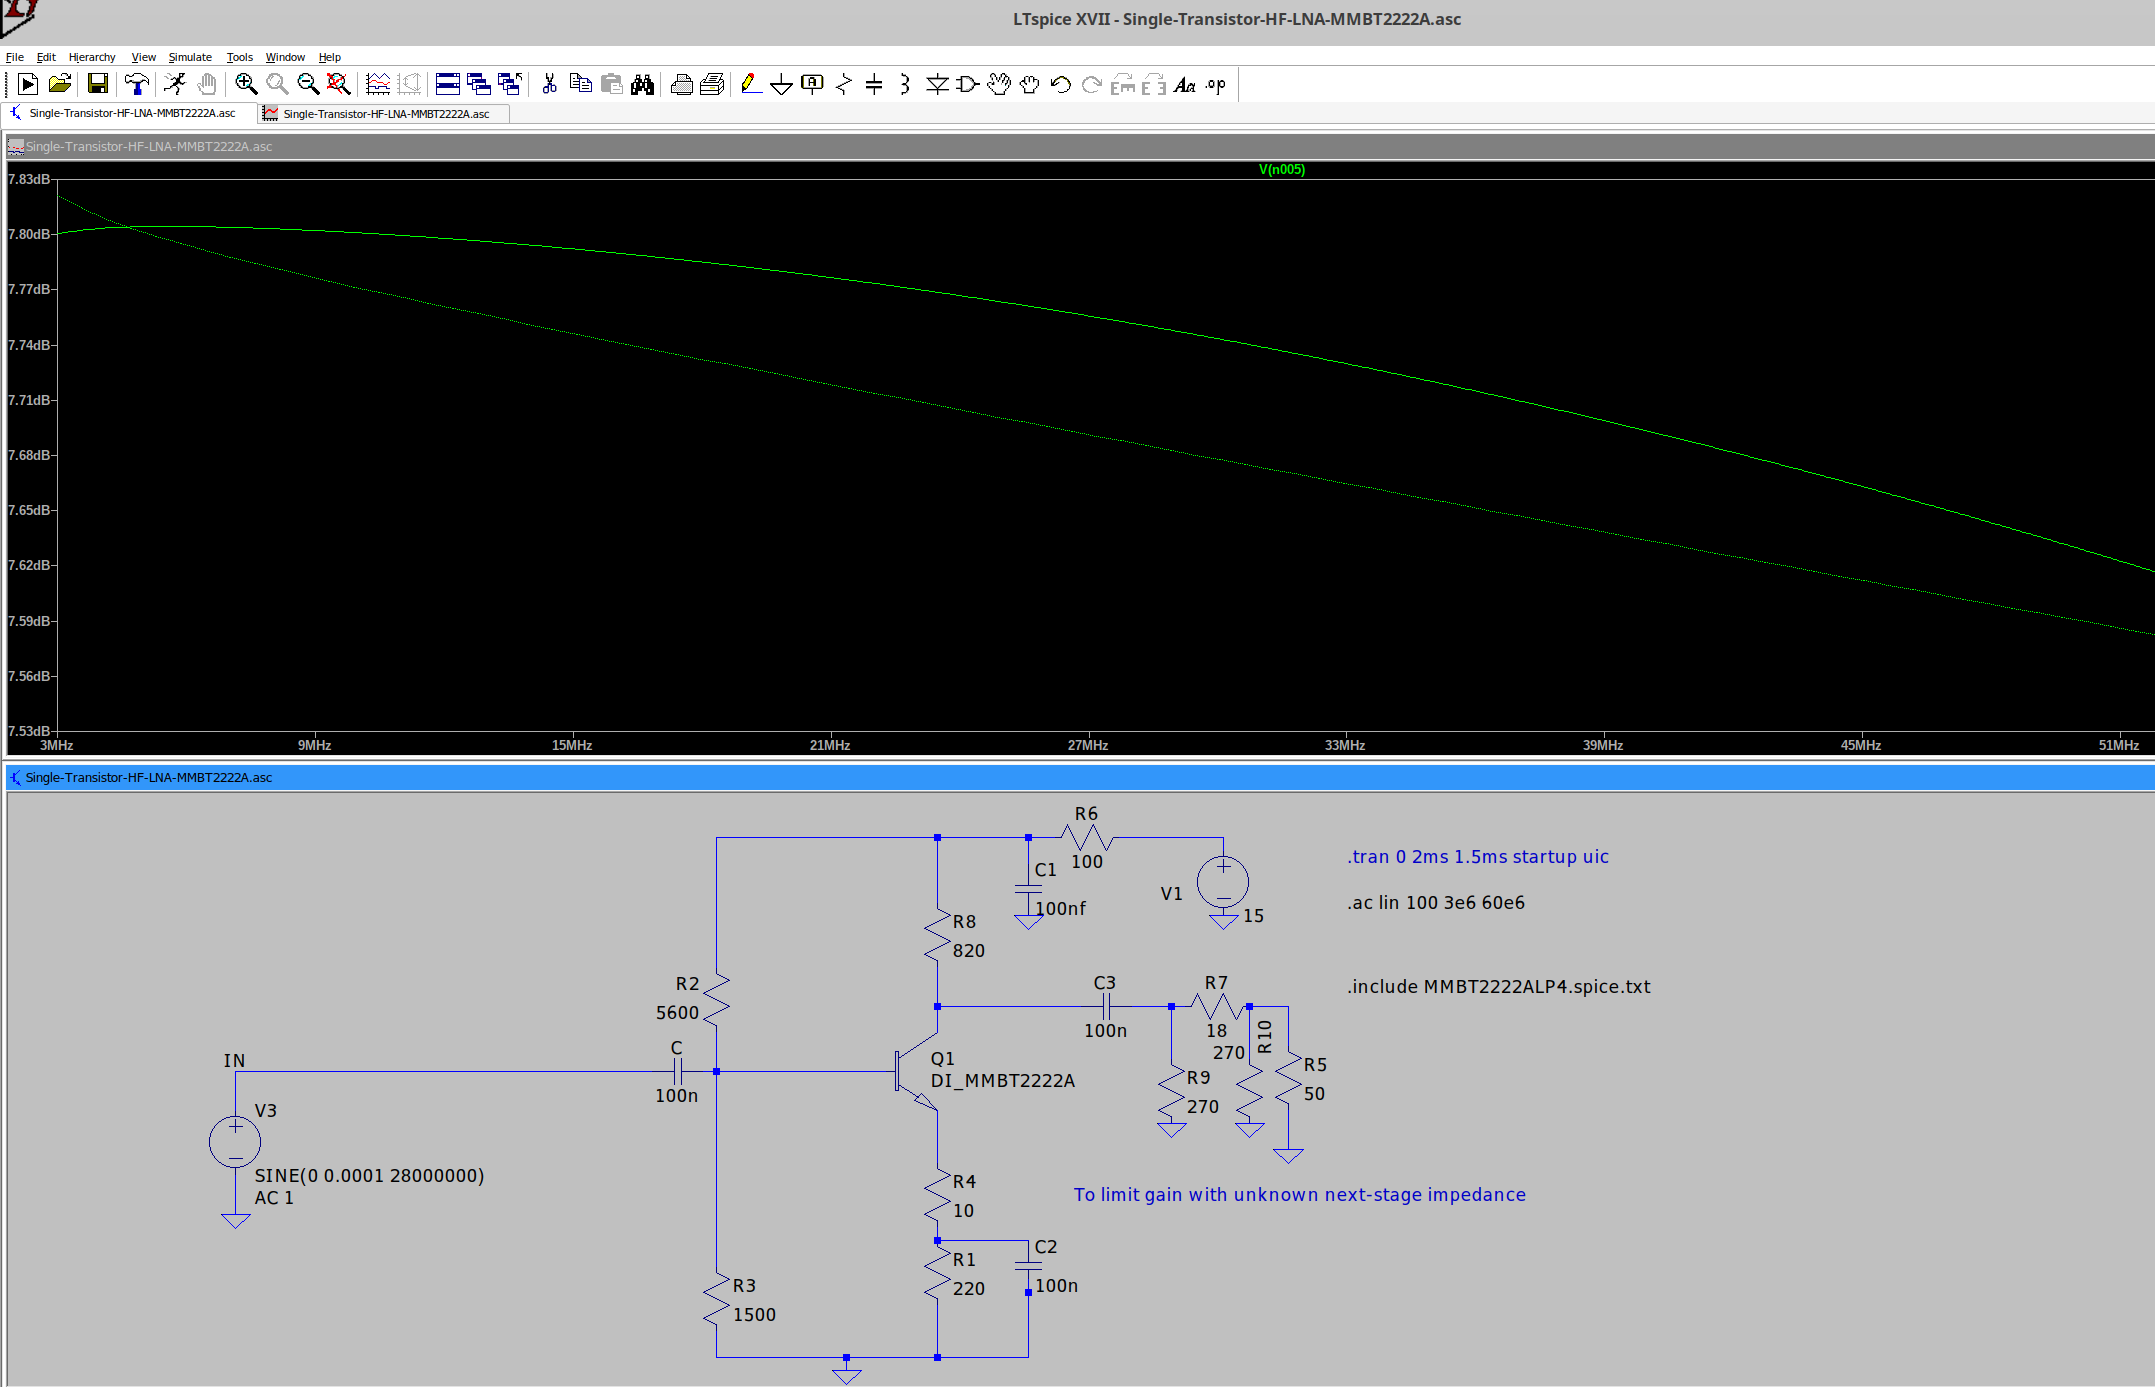 LTspice XVII - Single-Transistor-HF-LNA-MMBT2222A.asc
File Edit Hierarchy View Simulate Tools Window Help
Single-Transistor-HF-LNA-MMBT2222A.asc
Single-Transistor-HF-LNA-MMBT2222A.asc
Single-Transistor-HF-LNA-MMBT2222A.asc
V(n005)
7.83dB
7.80dB
7.77dB
7.74dB
7.71dB
7.68dB
7.65dB
7.62dB
7.59dB
7.56dB
7.53dB
3MHz 9MHz 15MHz 21MHz 27MHz 33MHz 39MHz 45MHz 51MHz
Single-Transistor-HF-LNA-MMBT2222A.asc
R6
100
C1
100nf
V1
15
.tran 0 2ms 1.5ms startup uic
.ac lin 100 3e6 60e6
.include MMBT2222ALP4.spice.txt
R8
820
R2
5600
C3
100n
R7
18
270
R10
R9
270
R5
50
IN
C
100n
Q1
DI_MMBT2222A
V3
SINE(0 0.0001 28000000)
AC 1
R4
10
To limit gain with unknown next-stage impedance
R1
220
C2
100n
R3
1500